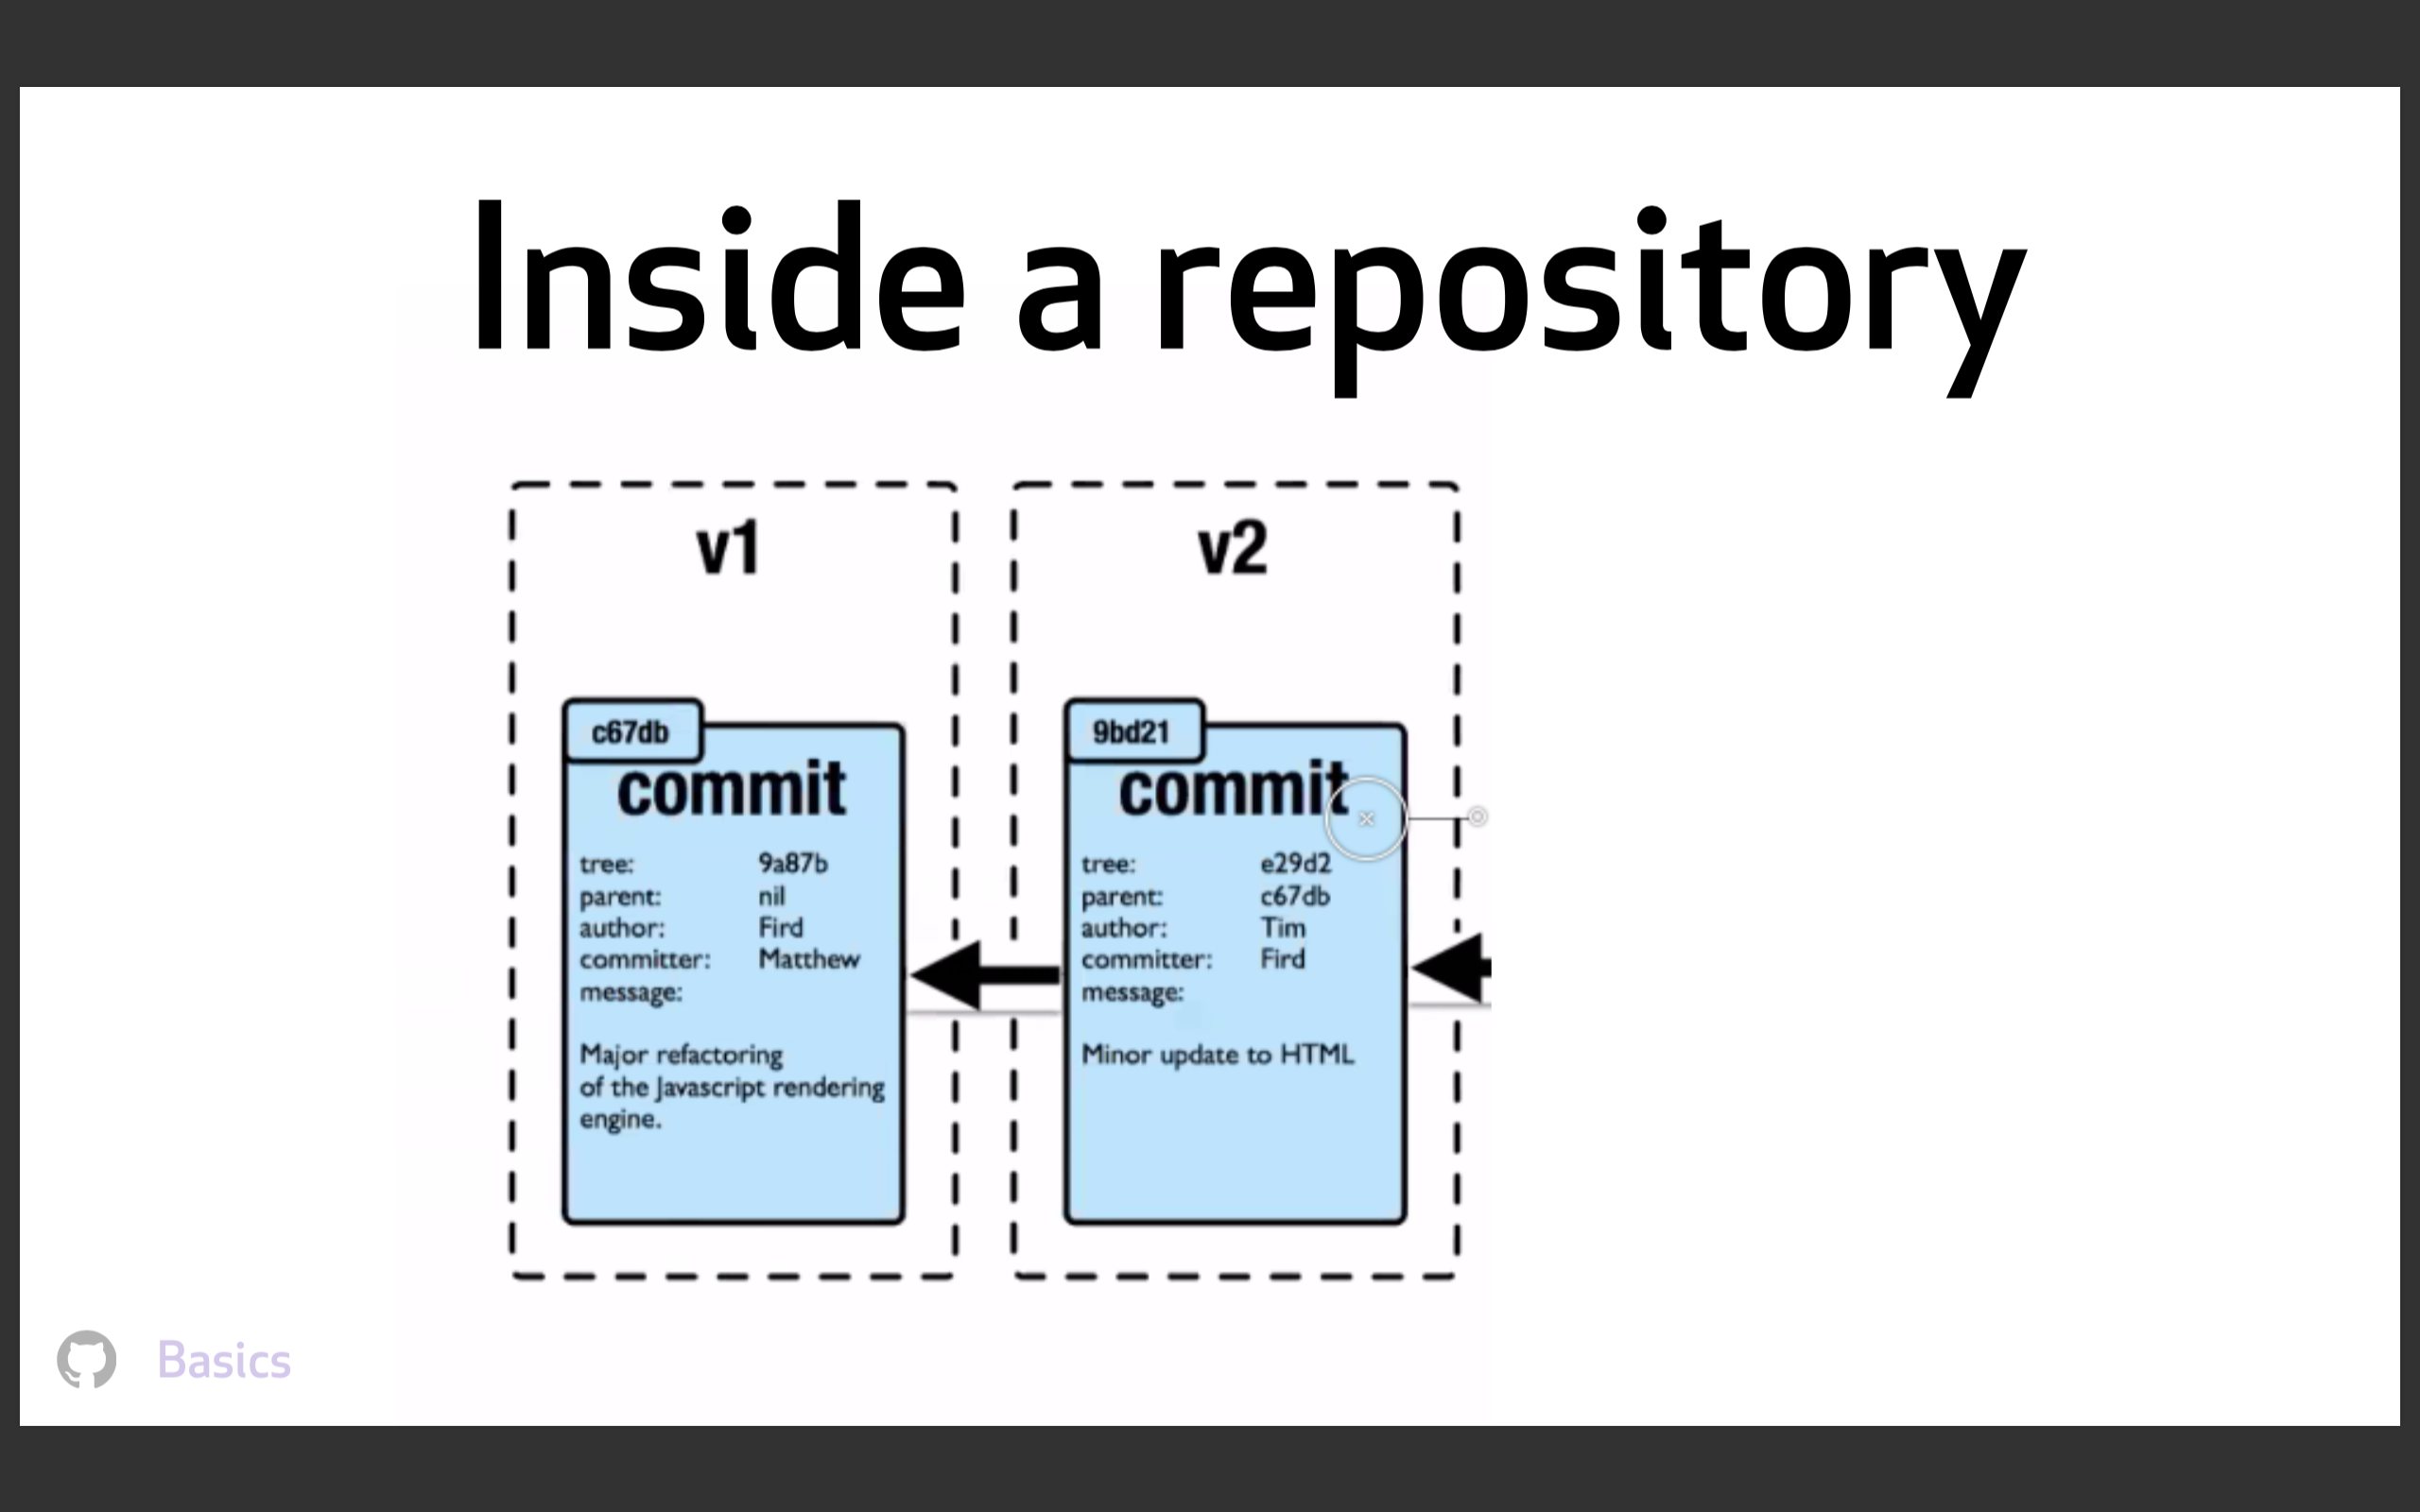 Inside a repository
v1
c67db
commit
tree: 9a87b
parent: nil
author: Fird
committer: Matthew
message:
Major refactoring
of the Javascript rendering
engine.
v2
9bd21
commit
tree: e29d2
parent: c67db
author: Tim
committer: Fird
message:
Minor update to HTML
Basics